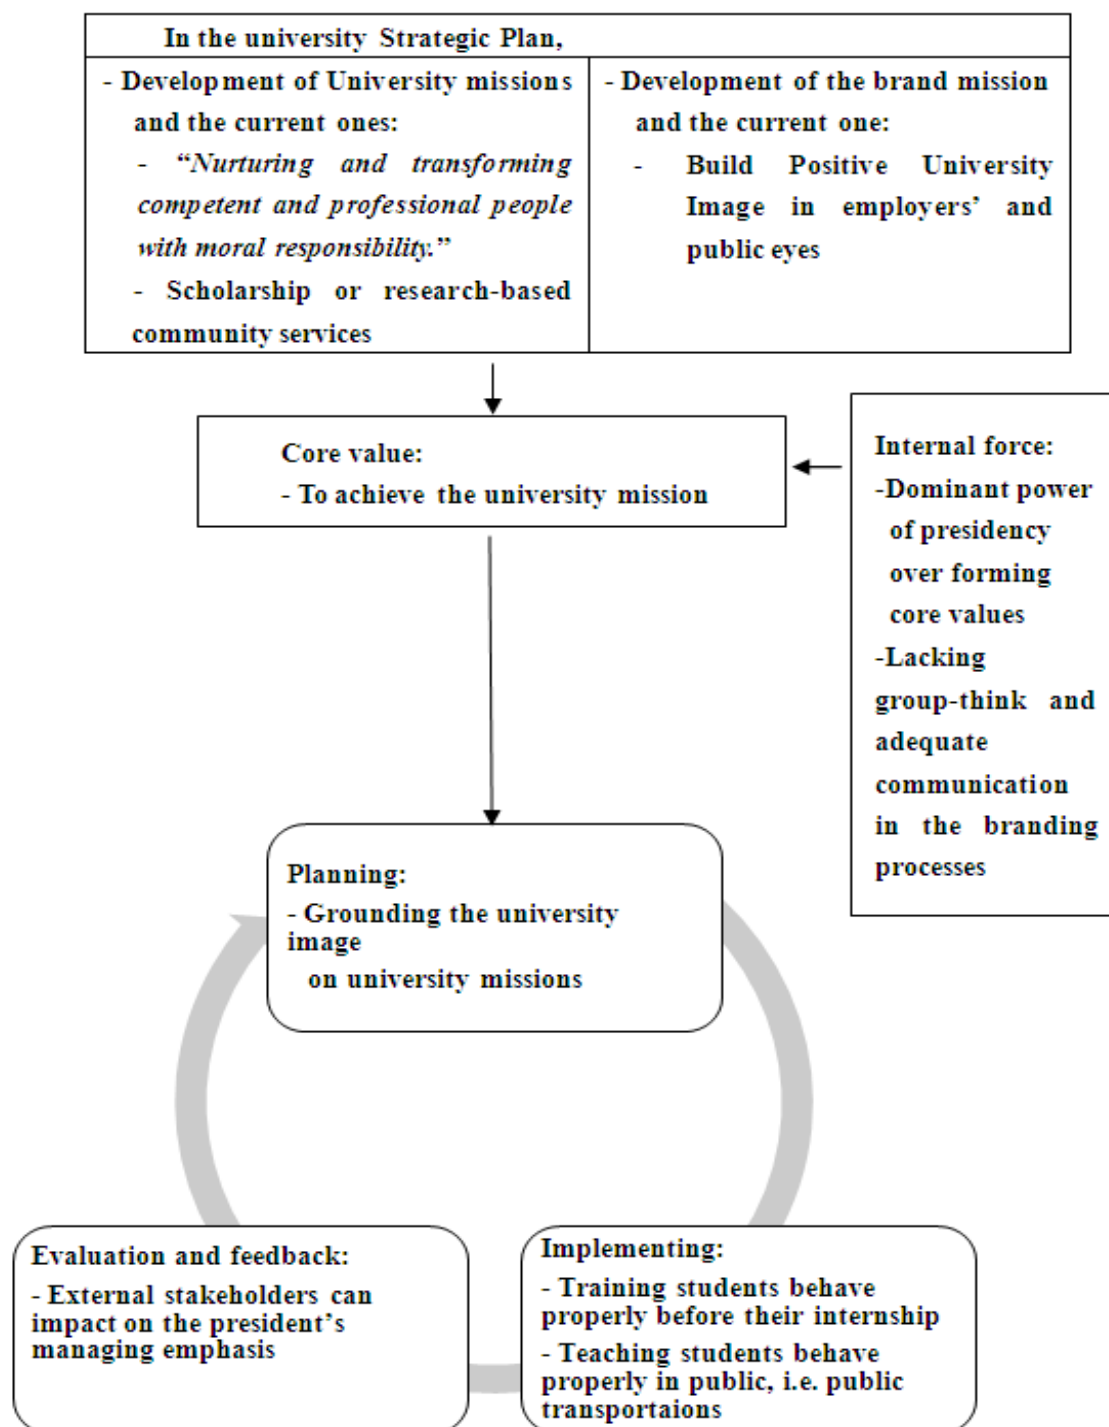 In the university Strategic Plan,
- Development of University missions
and the current ones:
- “Nurturing and transforming
competent and professional people
with moral responsibility.”
- Scholarship or research-based
community services
- Development of the brand mission
and the current one:
- Build Positive University
Image in employers’ and
public eyes
Core value:
- To achieve the university mission
Internal force:
-Dominant power
of presidency
over forming
core values
-Lacking
group-think and
adequate
communication
in the branding
processes
Planning:
- Grounding the university
image
on university missions
Evaluation and feedback:
- External stakeholders can
impact on the president’s
managing emphasis
Implementing:
- Training students behave
properly before their internship
- Teaching students behave
properly in public, i.e. public
transportaions